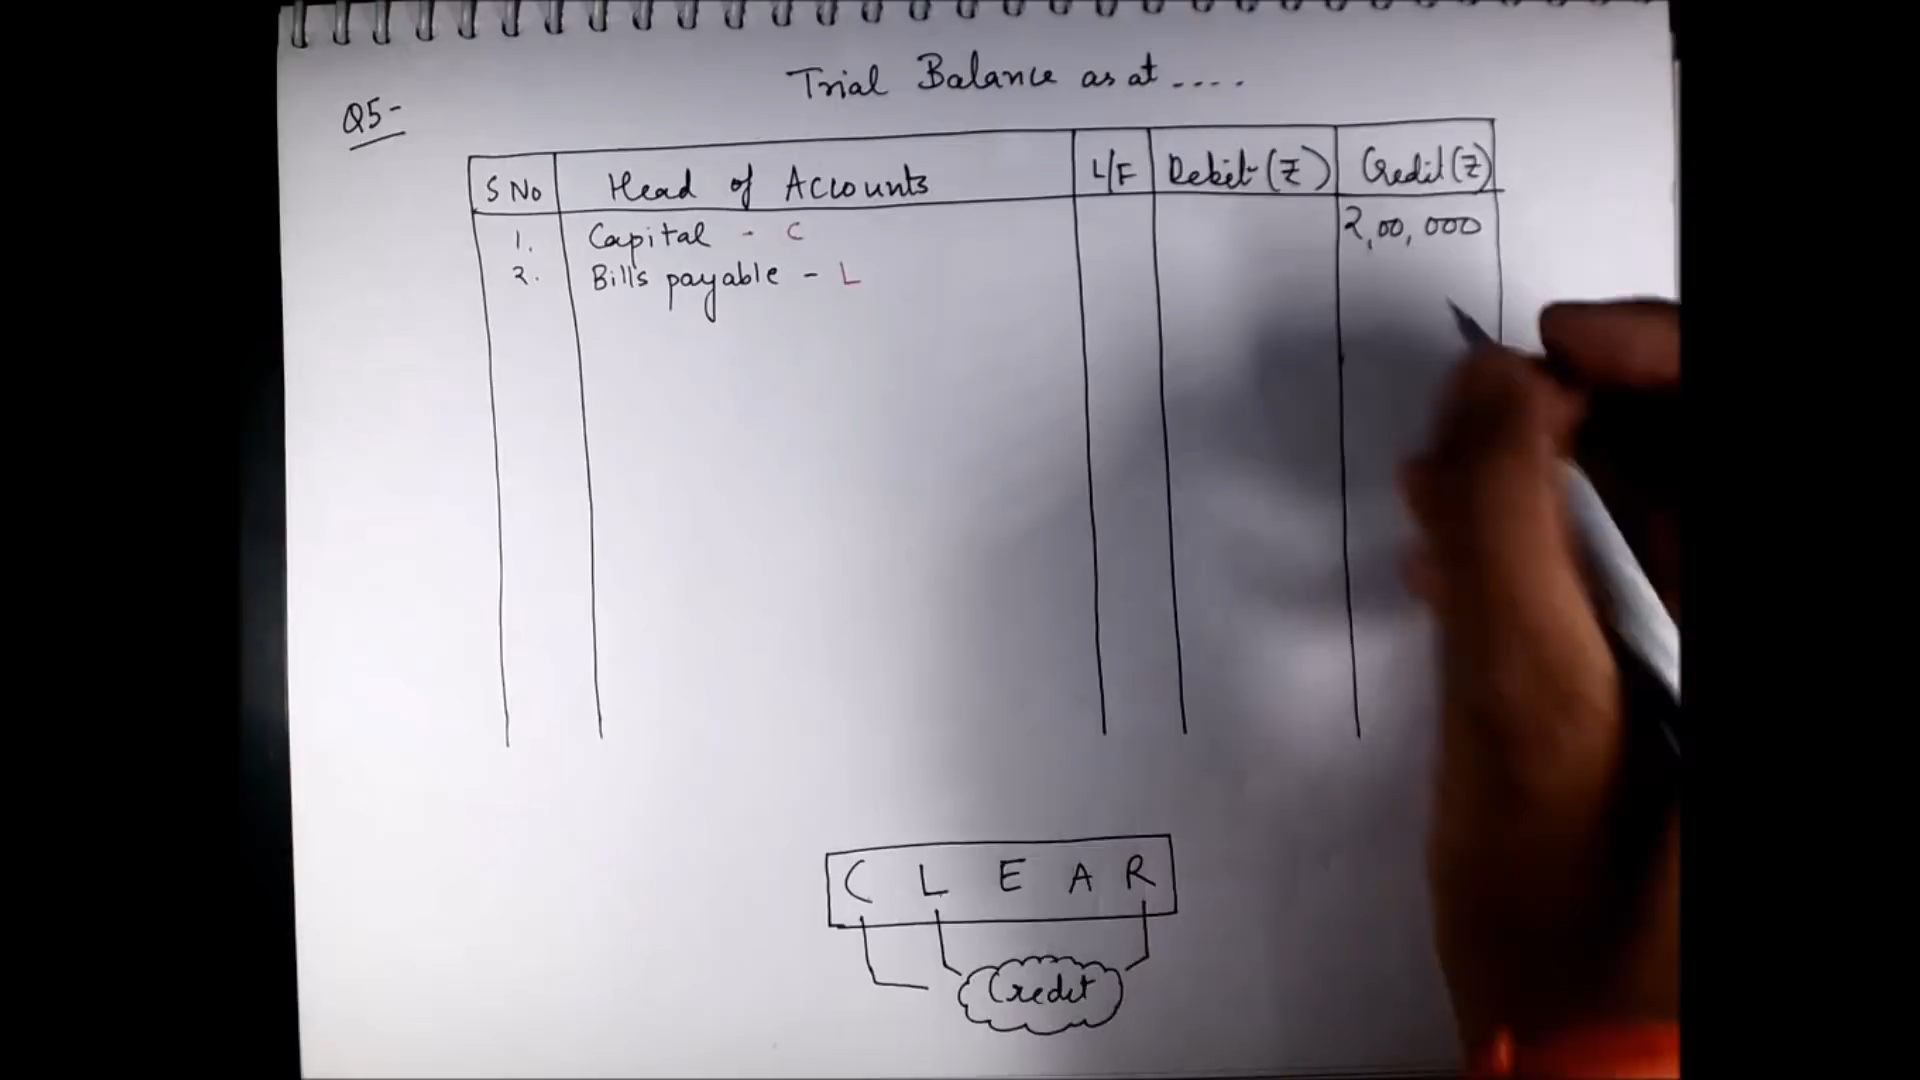 Trial Balance as at ....
Q5-
S No Head of Accounts L/F Debit (₹) Credit (₹)
1. Capital - C 2,00,000
2. Bills payable - L
C L E A R
Credit